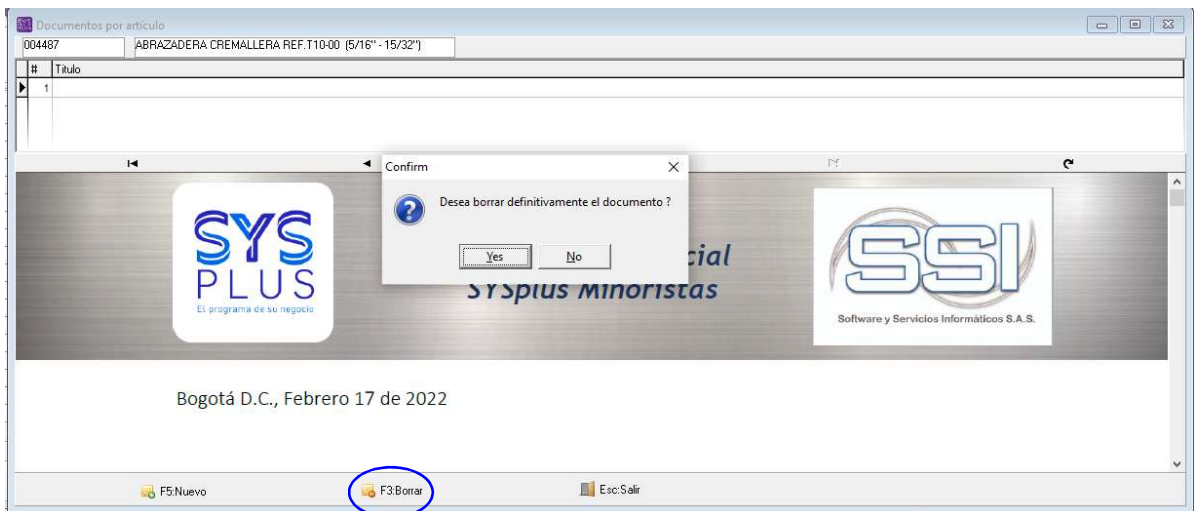 Documentos por artículo
004487 ABRAZADERA CREMALLERA REF.T10-00 (5/16" - 15/32")
# Titulo
1
Confirm
Desea borrar definitivamente el documento ?
Yes No
SYS
PLUS
El programa de su negocio
cial
SYSplus Minoristas
SSI
Software y Servicios Informáticos S.A.S.
Bogotá D.C., Febrero 17 de 2022
F5:Nuevo F3:Borrar Esc:Salir